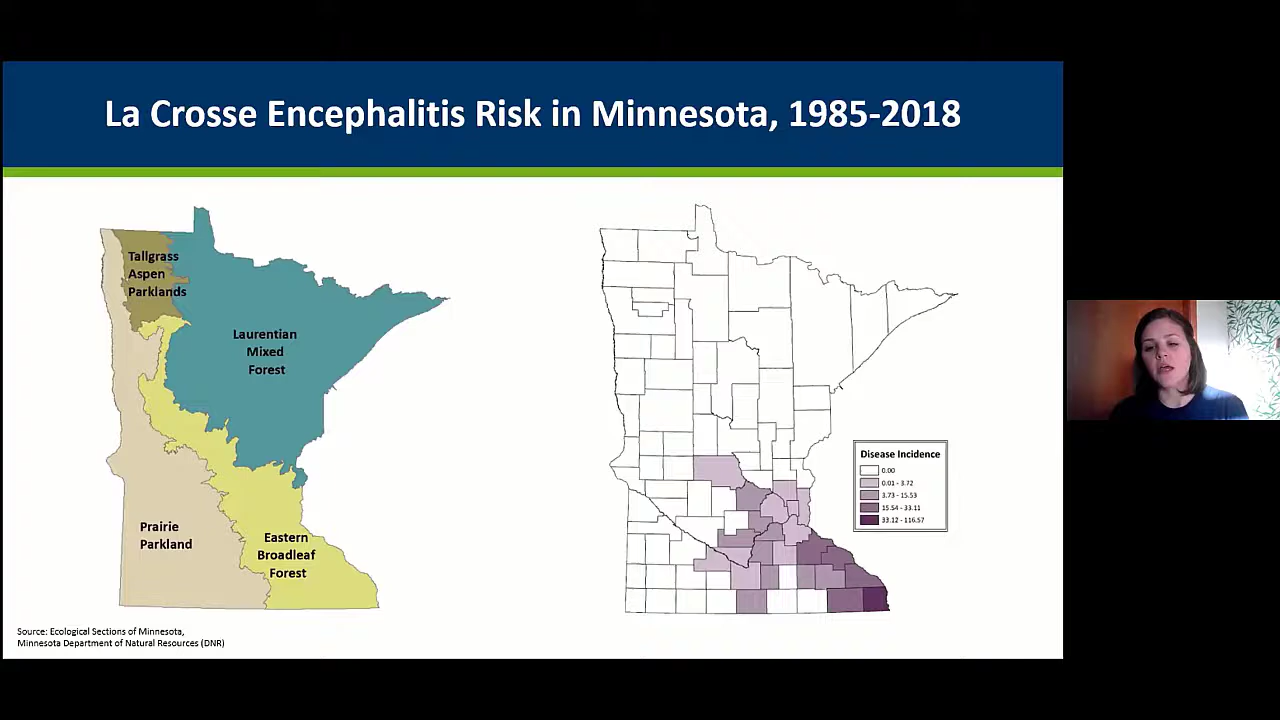 La Crosse Encephalitis Risk in Minnesota, 1985-2018
Tallgrass
Aspen
Parklands
Laurentian
Mixed
Forest
Prairie
Parkland
Eastern
Broadleaf
Forest
Disease Incidence
0.00
0.01 - 3.72
3.73 - 15.53
15.54 - 33.11
33.12 - 116.57
Source: Ecological Sections of Minnesota,
Minnesota Department of Natural Resources (DNR)